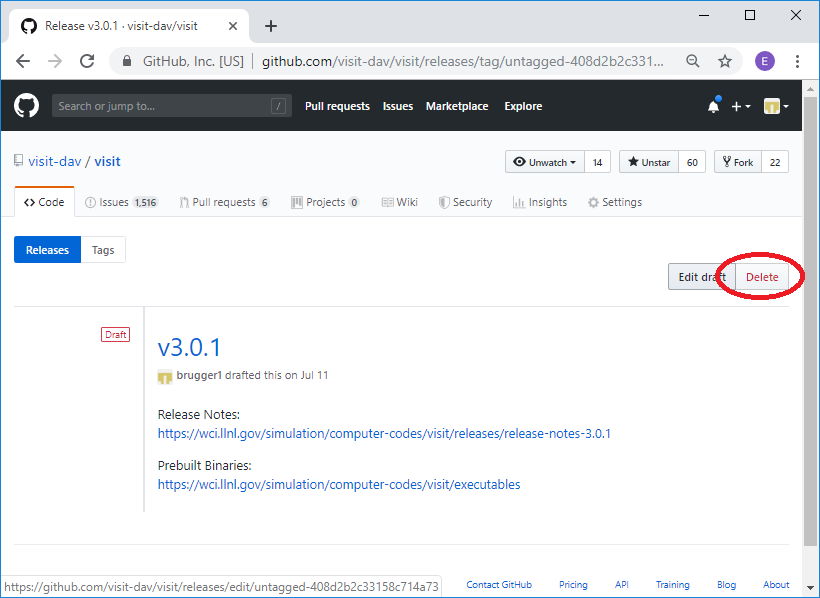 Release v3.0.1 · visit-dav/visit
GitHub, Inc. [US] | github.com/visit-dav/visit/releases/tag/untagged-408d2b2c331... E
Search or jump to... / Pull requests Issues Marketplace Explore
visit-dav / visit Unwatch 14 Unstar 60 Fork 22
Code Issues 1,516 Pull requests 6 Projects 0 Wiki Security Insights Settings
Releases Tags
Edit draft Delete
Draft
v3.0.1
brugger1 drafted this on Jul 11
Release Notes:
https://wci.llnl.gov/simulation/computer-codes/visit/releases/release-notes-3.0.1
Prebuilt Binaries:
https://wci.llnl.gov/simulation/computer-codes/visit/executables
https://github.com/visit-dav/visit/releases/edit/untagged-408d2b2c33158c714a73 Contact GitHub Pricing API Training Blog About